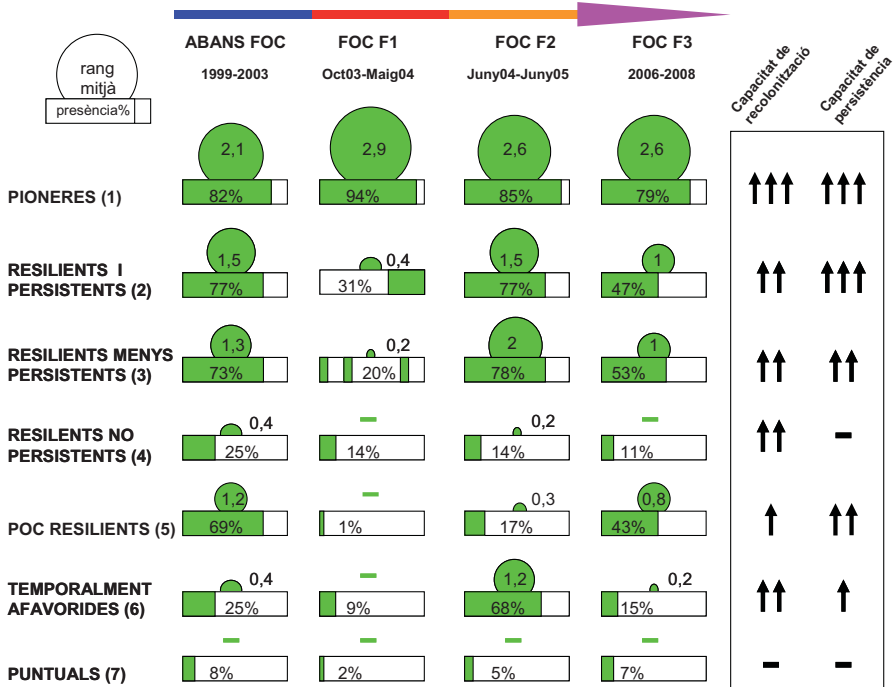 ABANS FOC FOC F1 FOC F2 FOC F3
1999-2003 Oct03-Maig04 Juny04-Juny05 2006-2008
Capacitat de
recolonització
Capacitat de
persistència
rang
mitjà
presència%
2,1 2,9 2,6 2,6
PIONERES (1) 82% 94% 85% 79%
1,5 0,4 1,5 1
RESILIENTS I
PERSISTENTS (2) 77% 31% 77% 47%
1,3 0,2 2 1
RESILIENTS MENYS
PERSISTENTS (3) 73% 20% 78% 53%
0,4 0,2
RESILENTS NO
PERSISTENTS (4) 25% 14% 14% 11%
1,2 0,3 0,8
POC RESILIENTS (5) 69% 1% 17% 43%
0,4 1,2 0,2
TEMPORALMENT
AFAVORIDES (6) 25% 9% 68% 15%
PUNTUALS (7) 8% 2% 5% 7%